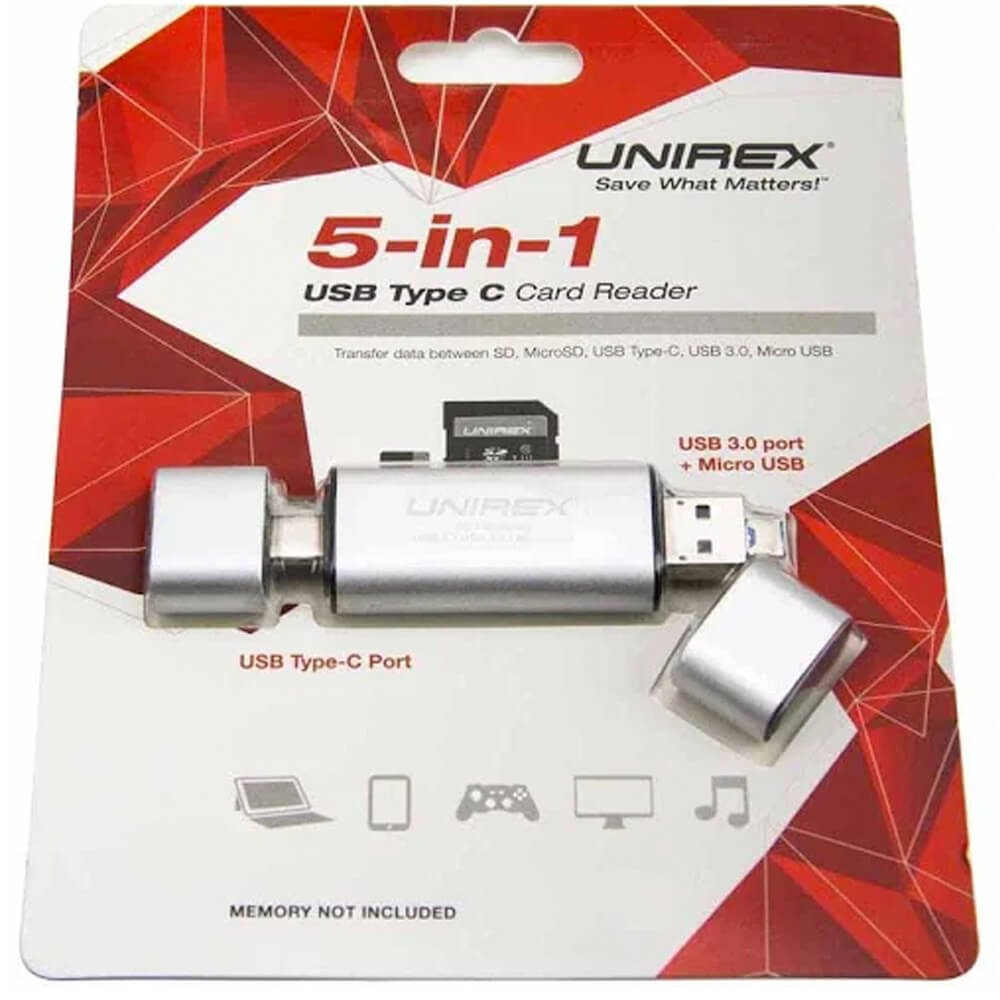 UNIREX®
Save What Matters!™
5-in-1
USB Type C Card Reader
Transfer data between SD, MicroSD, USB Type-C, USB 3.0, Micro USB
UNIREX
USB 3.0 port
+ Micro USB
UNIREX
USB Type-C Port
MEMORY NOT INCLUDED